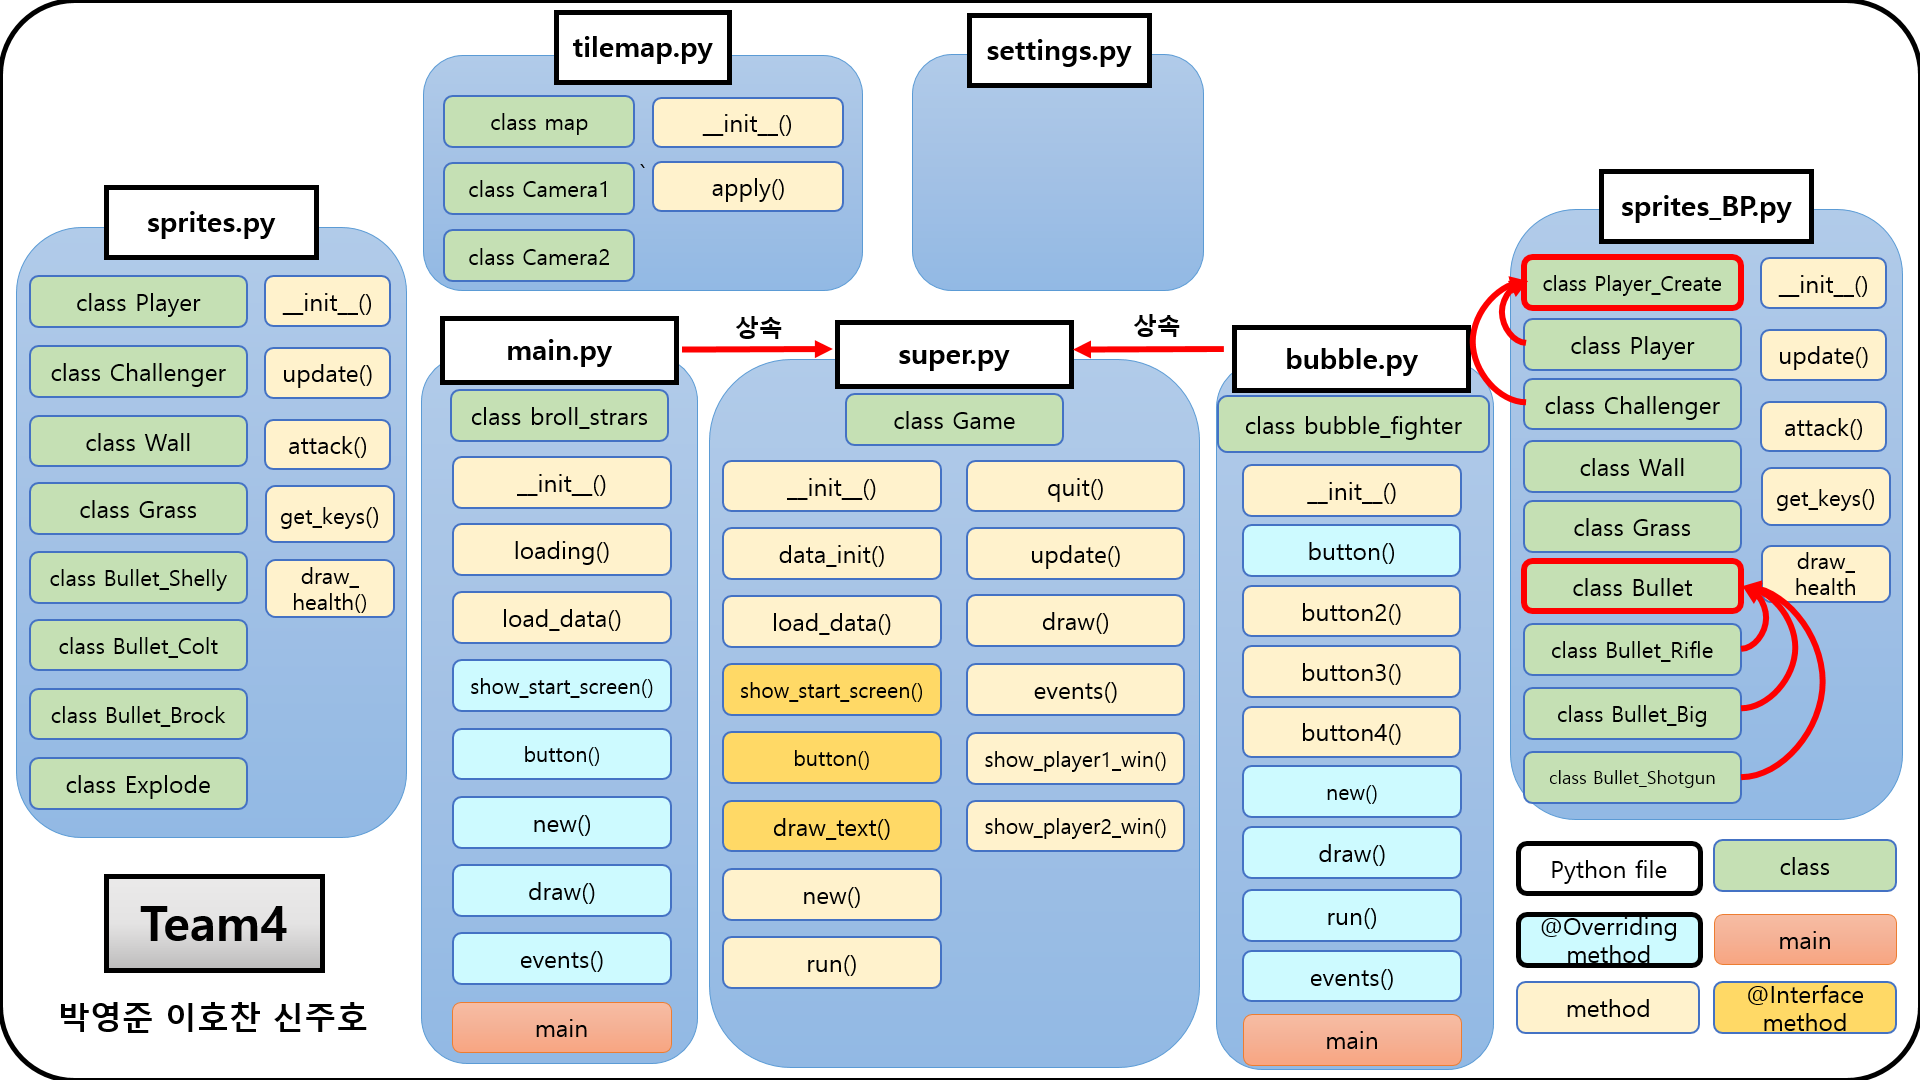 tilemap.py
class map
__init__()
class Camera1
`
apply()
class Camera2
settings.py
sprites.py
class Player
__init__()
class Challenger
update()
class Wall
attack()
class Grass
get_keys()
class Bullet_Shelly
draw_
health()
class Bullet_Colt
class Bullet_Brock
class Explode
main.py
상속
class broll_strars
__init__()
loading()
load_data()
show_start_screen()
button()
new()
draw()
events()
main
super.py
class Game
__init__()
quit()
data_init()
update()
load_data()
draw()
show_start_screen()
events()
button()
show_player1_win()
draw_text()
show_player2_win()
new()
run()
상속
bubble.py
class bubble_fighter
__init__()
button()
button2()
button3()
button4()
new()
draw()
run()
events()
main
sprites_BP.py
class Player_Create
__init__()
class Player
update()
class Challenger
attack()
class Wall
get_keys()
class Grass
draw_
health
class Bullet
class Bullet_Rifle
class Bullet_Big
class Bullet_Shotgun
Team4
박영준 이호찬 신주호
Python file
class
@Overriding
method
main
method
@Interface
method